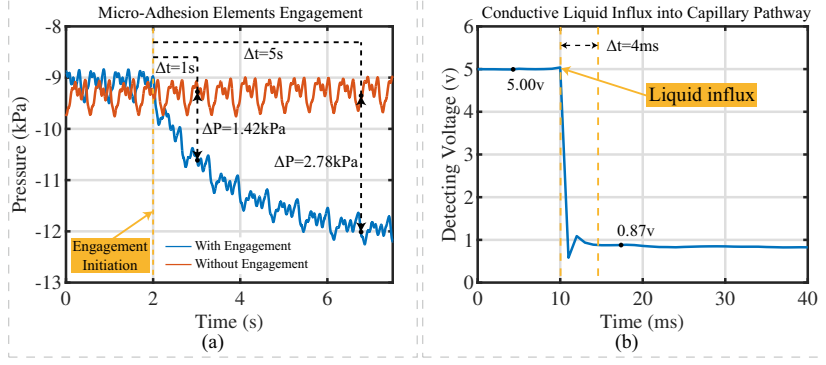 Micro-Adhesion Elements Engagement
Δt=5s
Δt=1s
ΔP=1.42kPa
ΔP=2.78kPa
Engagement
Initiation
With Engagement
Without Engagement
Pressure (kPa)
-8
-9
-10
-11
-12
-13
0
2
4
6
Time (s)
(a)
Conductive Liquid Influx into Capillary Pathway
Δt=4ms
5.00v
Liquid influx
0.87v
Detecting Voltage (v)
6
5
4
3
2
1
0
0
10
20
30
40
Time (ms)
(b)